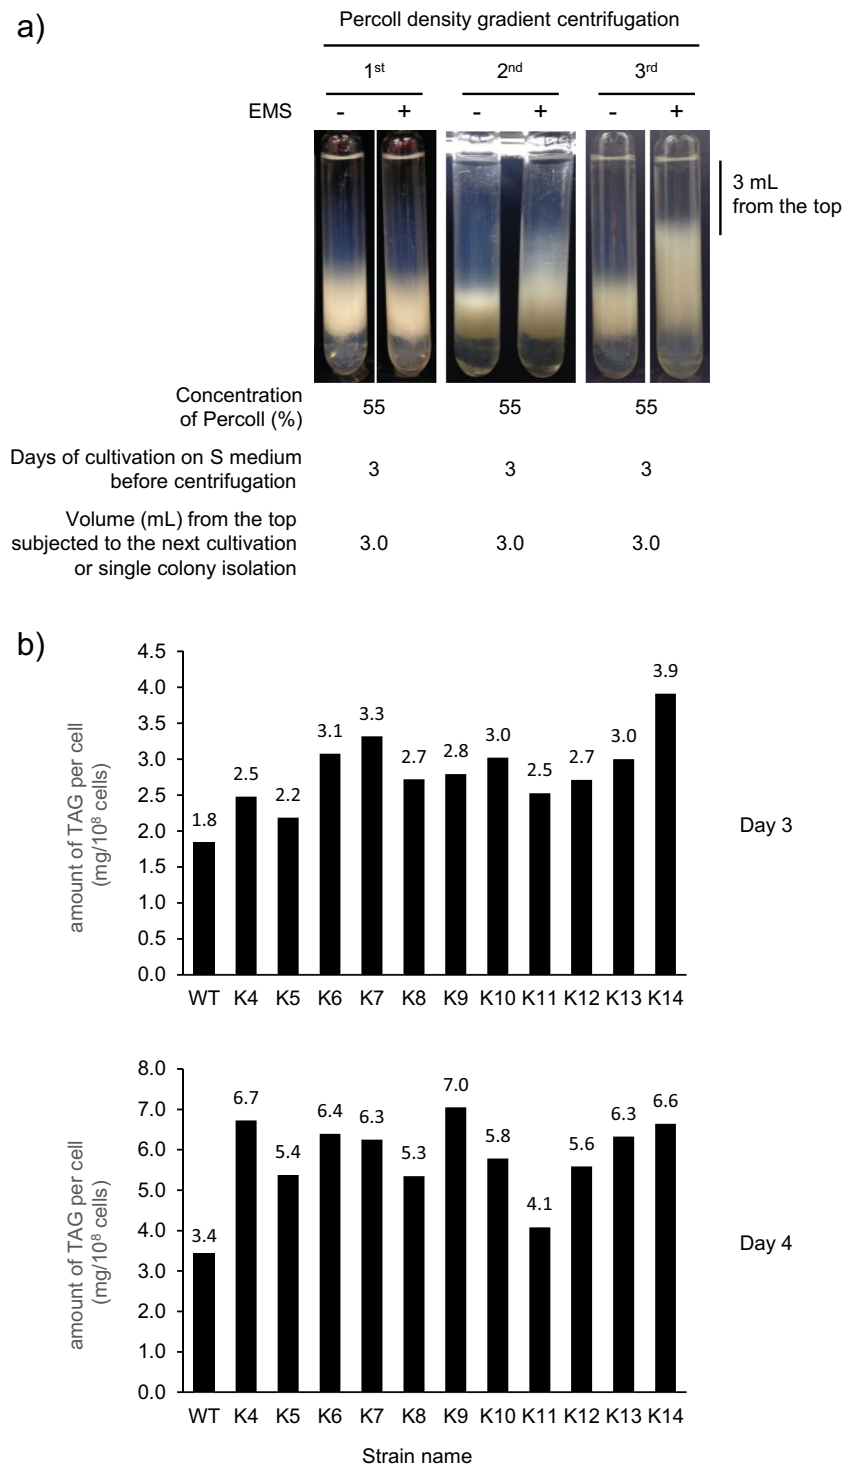 a)
Percoll density gradient centrifugation
1st 2nd 3rd
EMS - + - + - +
3 mL
from the top
Concentration
of Percoll (%)
55 55 55
Days of cultivation on S medium
before centrifugation
3 3 3
Volume (mL) from the top
subjected to the next cultivation
or single colony isolation
3.0 3.0 3.0
b)
amount of TAG per cell
(mg/10⁸ cells)
4.5
4.0
3.5
3.0
2.5
2.0
1.5
1.0
0.5
0.0
1.8 2.5 2.2 3.1 3.3 2.7 2.8 3.0 2.5 2.7 3.0 3.9
WT K4 K5 K6 K7 K8 K9 K10 K11 K12 K13 K14
Day 3
amount of TAG per cell
(mg/10⁸ cells)
8.0
7.0
6.0
5.0
4.0
3.0
2.0
1.0
0.0
3.4 6.7 5.4 6.4 6.3 5.3 7.0 5.8 4.1 5.6 6.3 6.6
WT K4 K5 K6 K7 K8 K9 K10 K11 K12 K13 K14
Day 4
Strain name